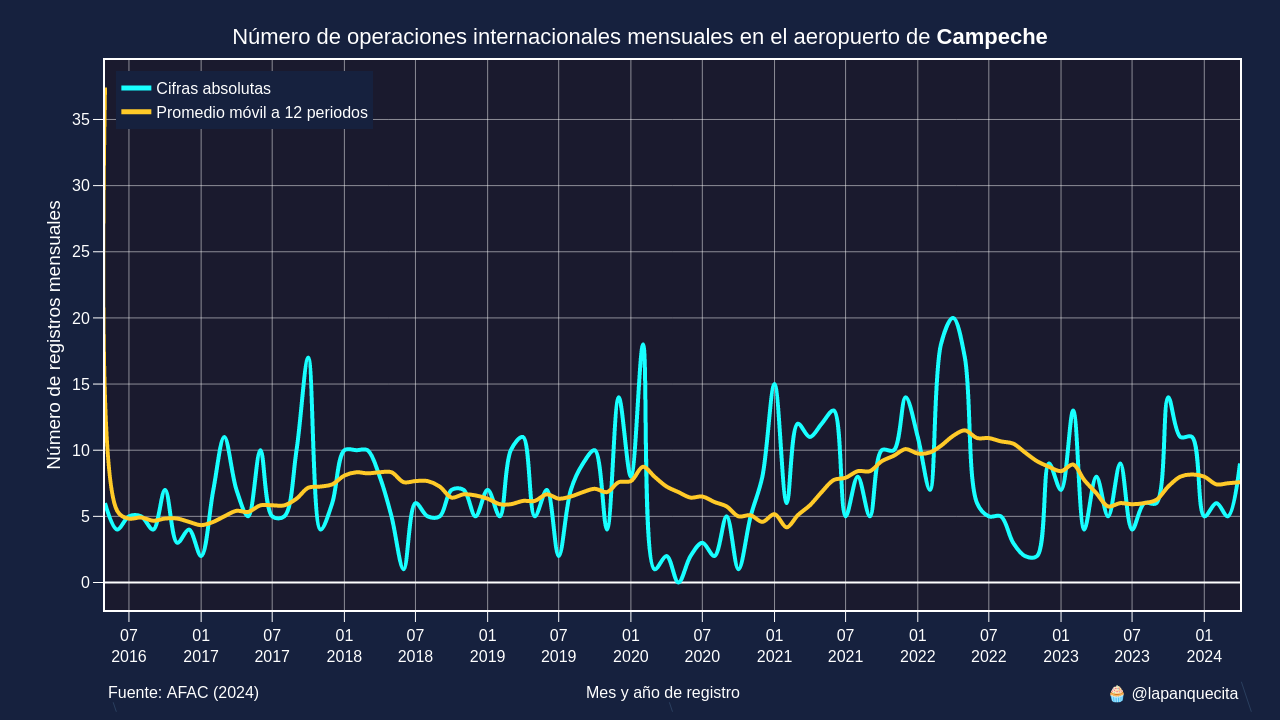 Número de operaciones internacionales mensuales en el aeropuerto de Campeche
Cifras absolutas
Promedio móvil a 12 periodos
Número de registros mensuales
35
30
25
20
15
10
5
0
07 01 07 01 07 01 07 01 07 01 07 01 07 01 07 01
2016 2017 2017 2018 2018 2019 2019 2020 2020 2021 2021 2022 2022 2023 2023 2024
Fuente: AFAC (2024)
Mes y año de registro
🧁 @lapanquecita